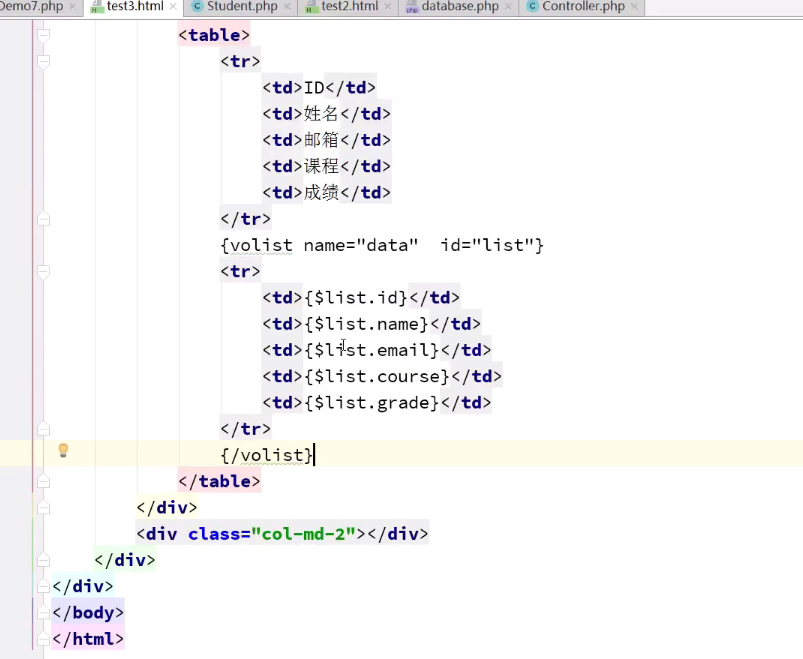 Demo7.php × test3.html × Student.php × test2.html × database.php × Controller.php ×
<table>
<tr>
<td>ID</td>
<td>姓名</td>
<td>邮箱</td>
<td>课程</td>
<td>成绩</td>
</tr>
{volist name="data"  id="list"}
<tr>
<td>{$list.id}</td>
<td>{$list.name}</td>
<td>{$list.email}</td>
<td>{$list.course}</td>
<td>{$list.grade}</td>
</tr>
{/volist}
</table>
</div>
<div class="col-md-2"></div>
</div>
</div>
</body>
</html>